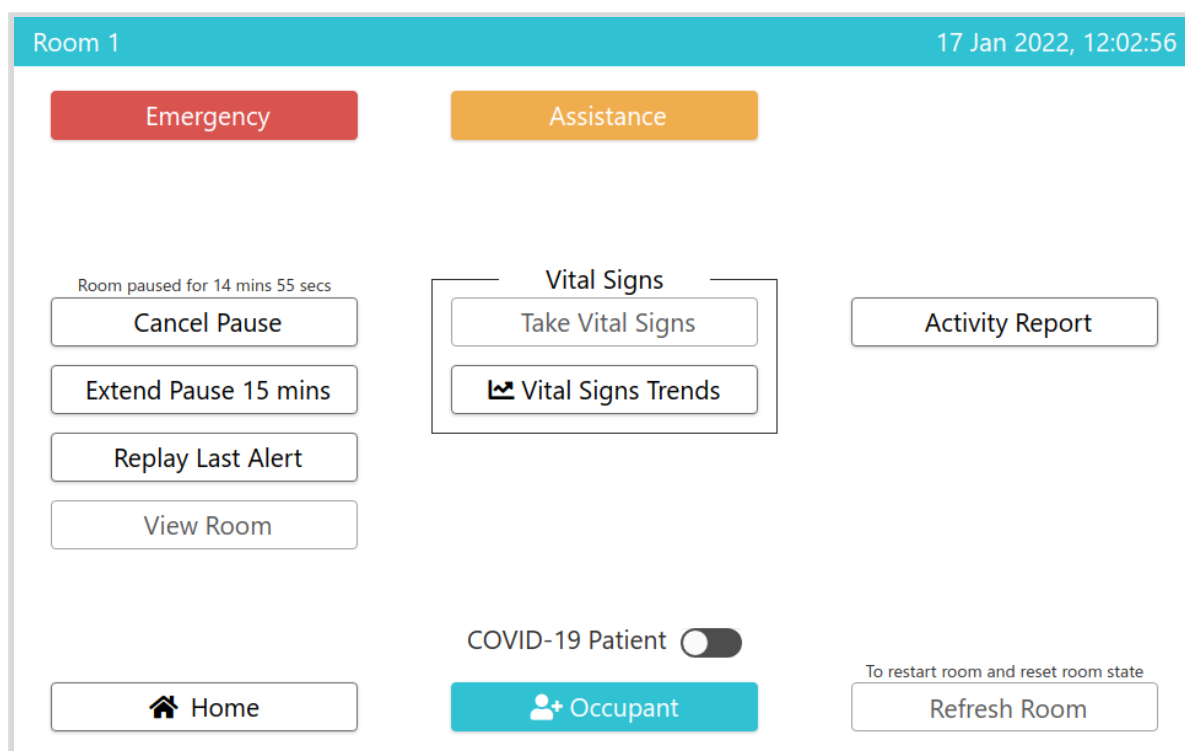 Room 1
17 Jan 2022, 12:02:56
Emergency
Assistance
Room paused for 14 mins 55 secs
Cancel Pause
Extend Pause 15 mins
Replay Last Alert
View Room
Vital Signs
Take Vital Signs
Vital Signs Trends
Activity Report
COVID-19 Patient
Home
Occupant
To restart room and reset room state
Refresh Room